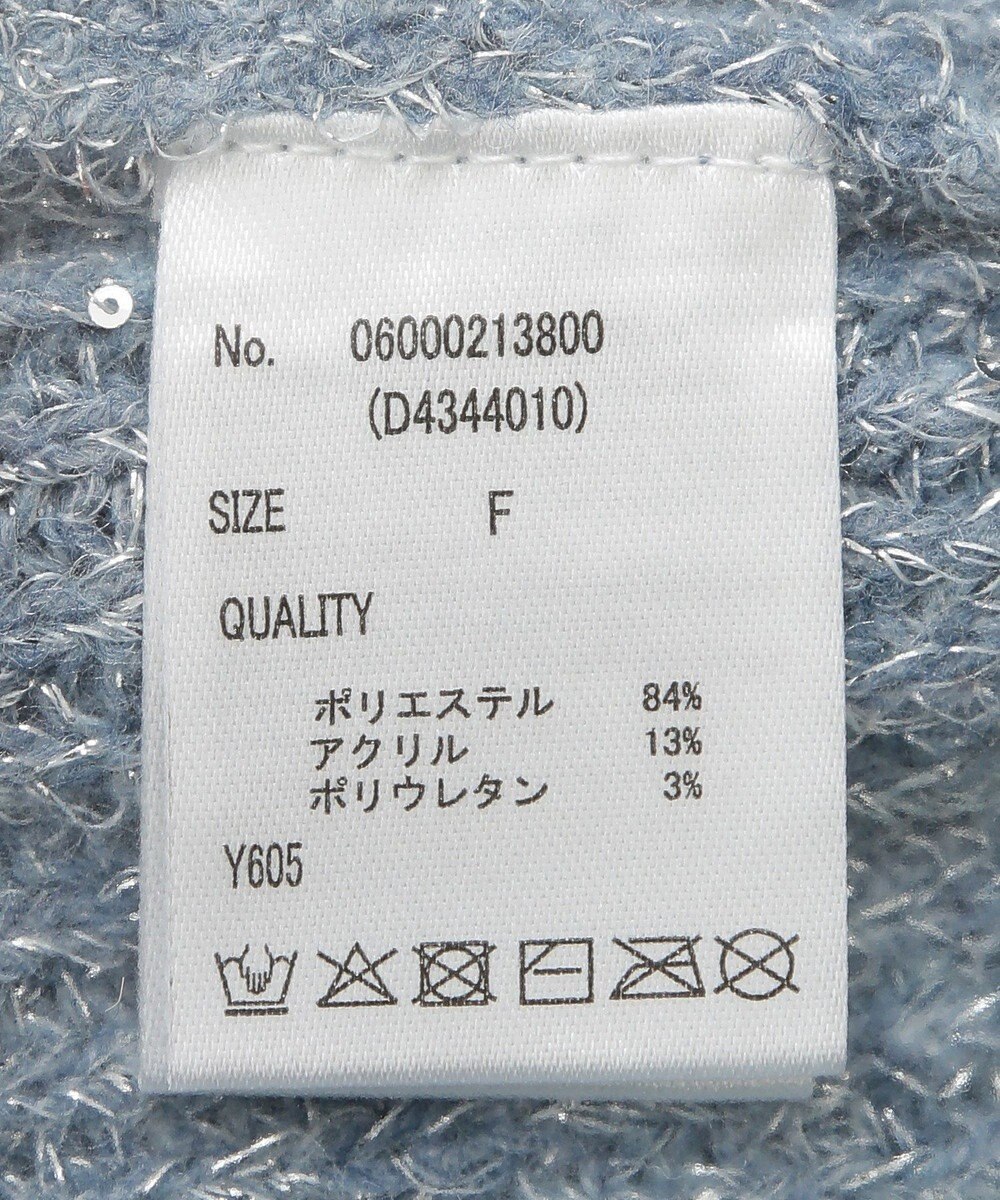 No. 06000213800
(D4344010)
SIZE F
QUALITY
ポリエステル 84%
アクリル 13%
ポリウレタン 3%
Y605